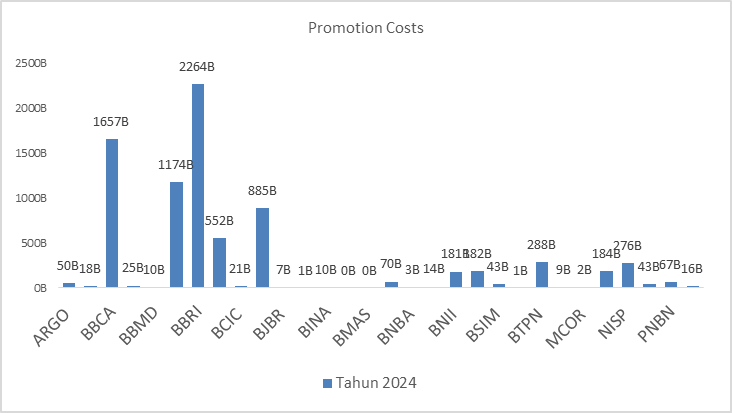 Promotion Costs
2500B
2000B
1500B
1000B
500B
0B
50B 18B 1657B 25B 10B 1174B 2264B 552B 21B 885B 7B 1B 10B 0B 0B 70B 3B 14B 181B 182B 43B 1B 288B 9B 2B 184B 276B 43B 67B 16B
ARGO BBCA BBMD BBRI BCIC BJBR BINA BMAS BNBA BNII BSIM BTPN MCOR NISP PNBN
Tahun 2024